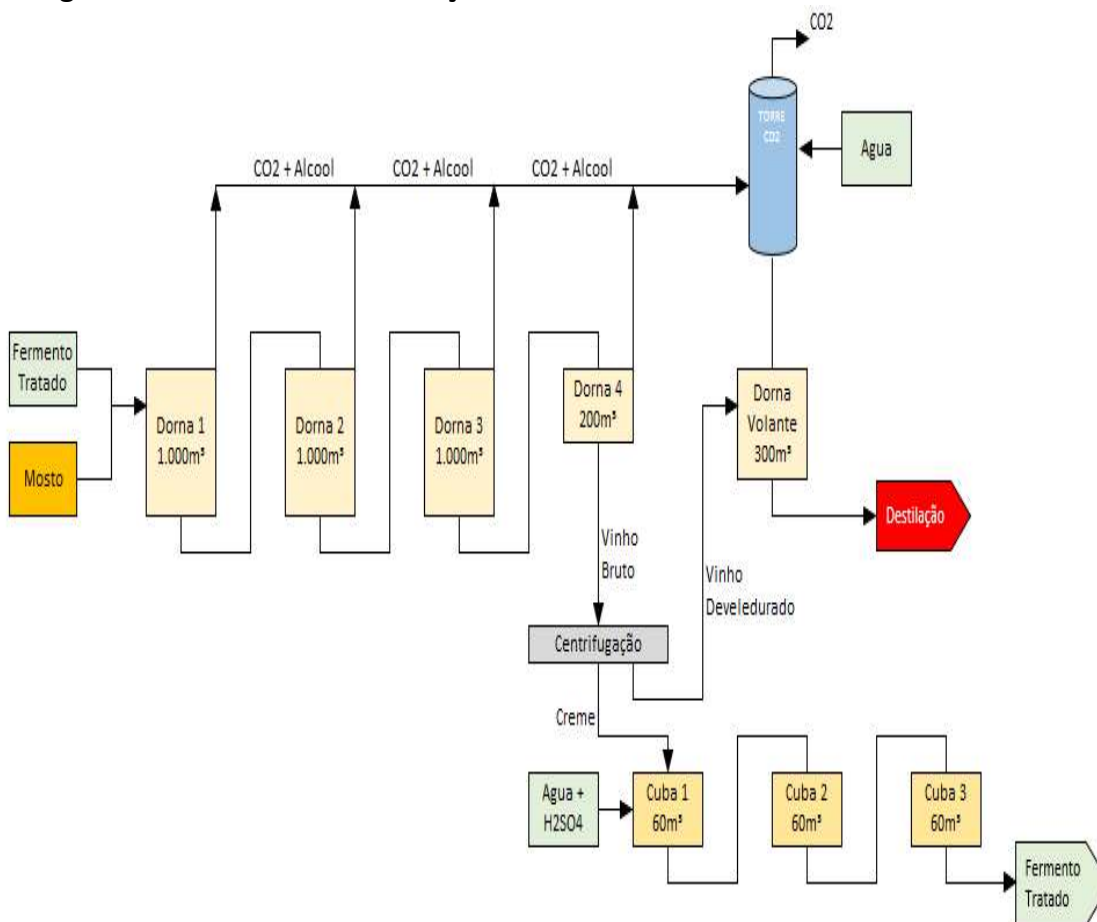 CO2
TORRE
CO2
Agua
CO2 + Alcool
CO2 + Alcool
CO2 + Alcool
Fermento
Tratado
Mosto
Dorna 1
1.000m³
Dorna 2
1.000m³
Dorna 3
1.000m³
Dorna 4
200m³
Dorna
Volante
300m³
Destilação
Vinho
Bruto
Vinho
Develedurado
Centrifugação
Creme
Agua +
H2SO4
Cuba 1
60m³
Cuba 2
60m³
Cuba 3
60m³
Fermento
Tratado